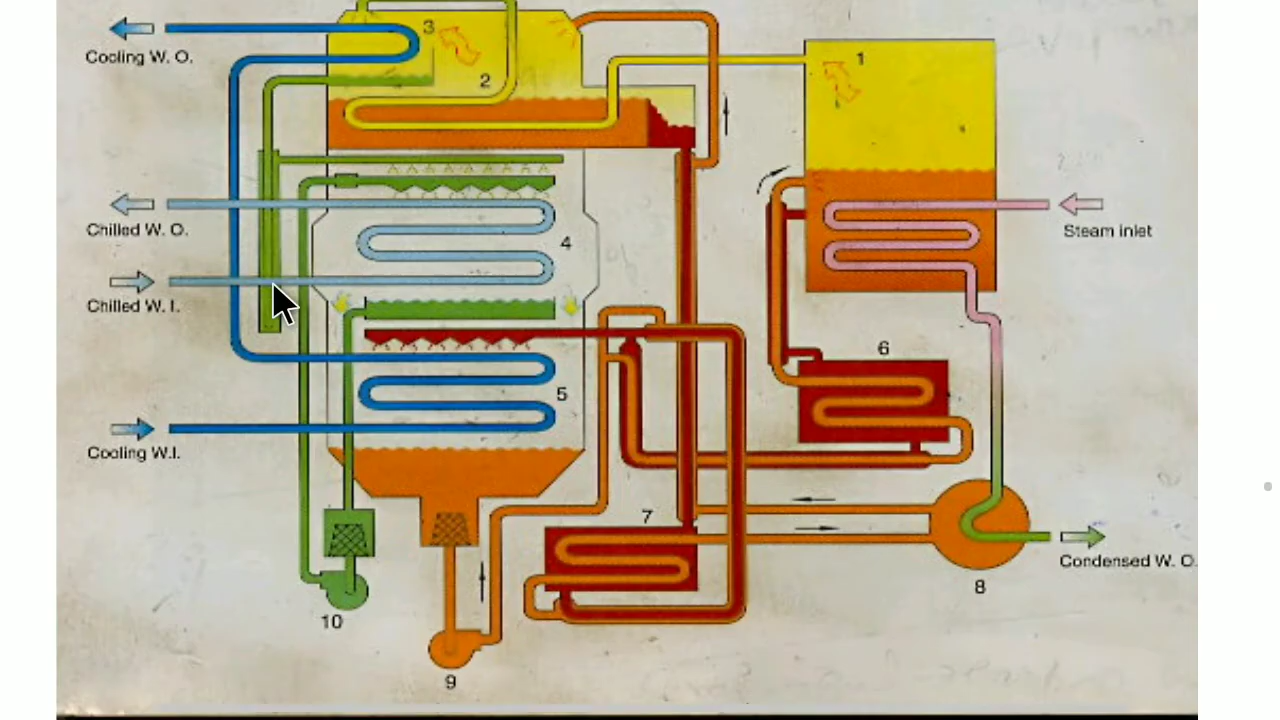 Cooling W. O.
3
2
1
Chilled W. O.
4
Steam inlet
Chilled W. I.
6
5
Cooling W.I.
7
8
Condensed W. O.
10
9